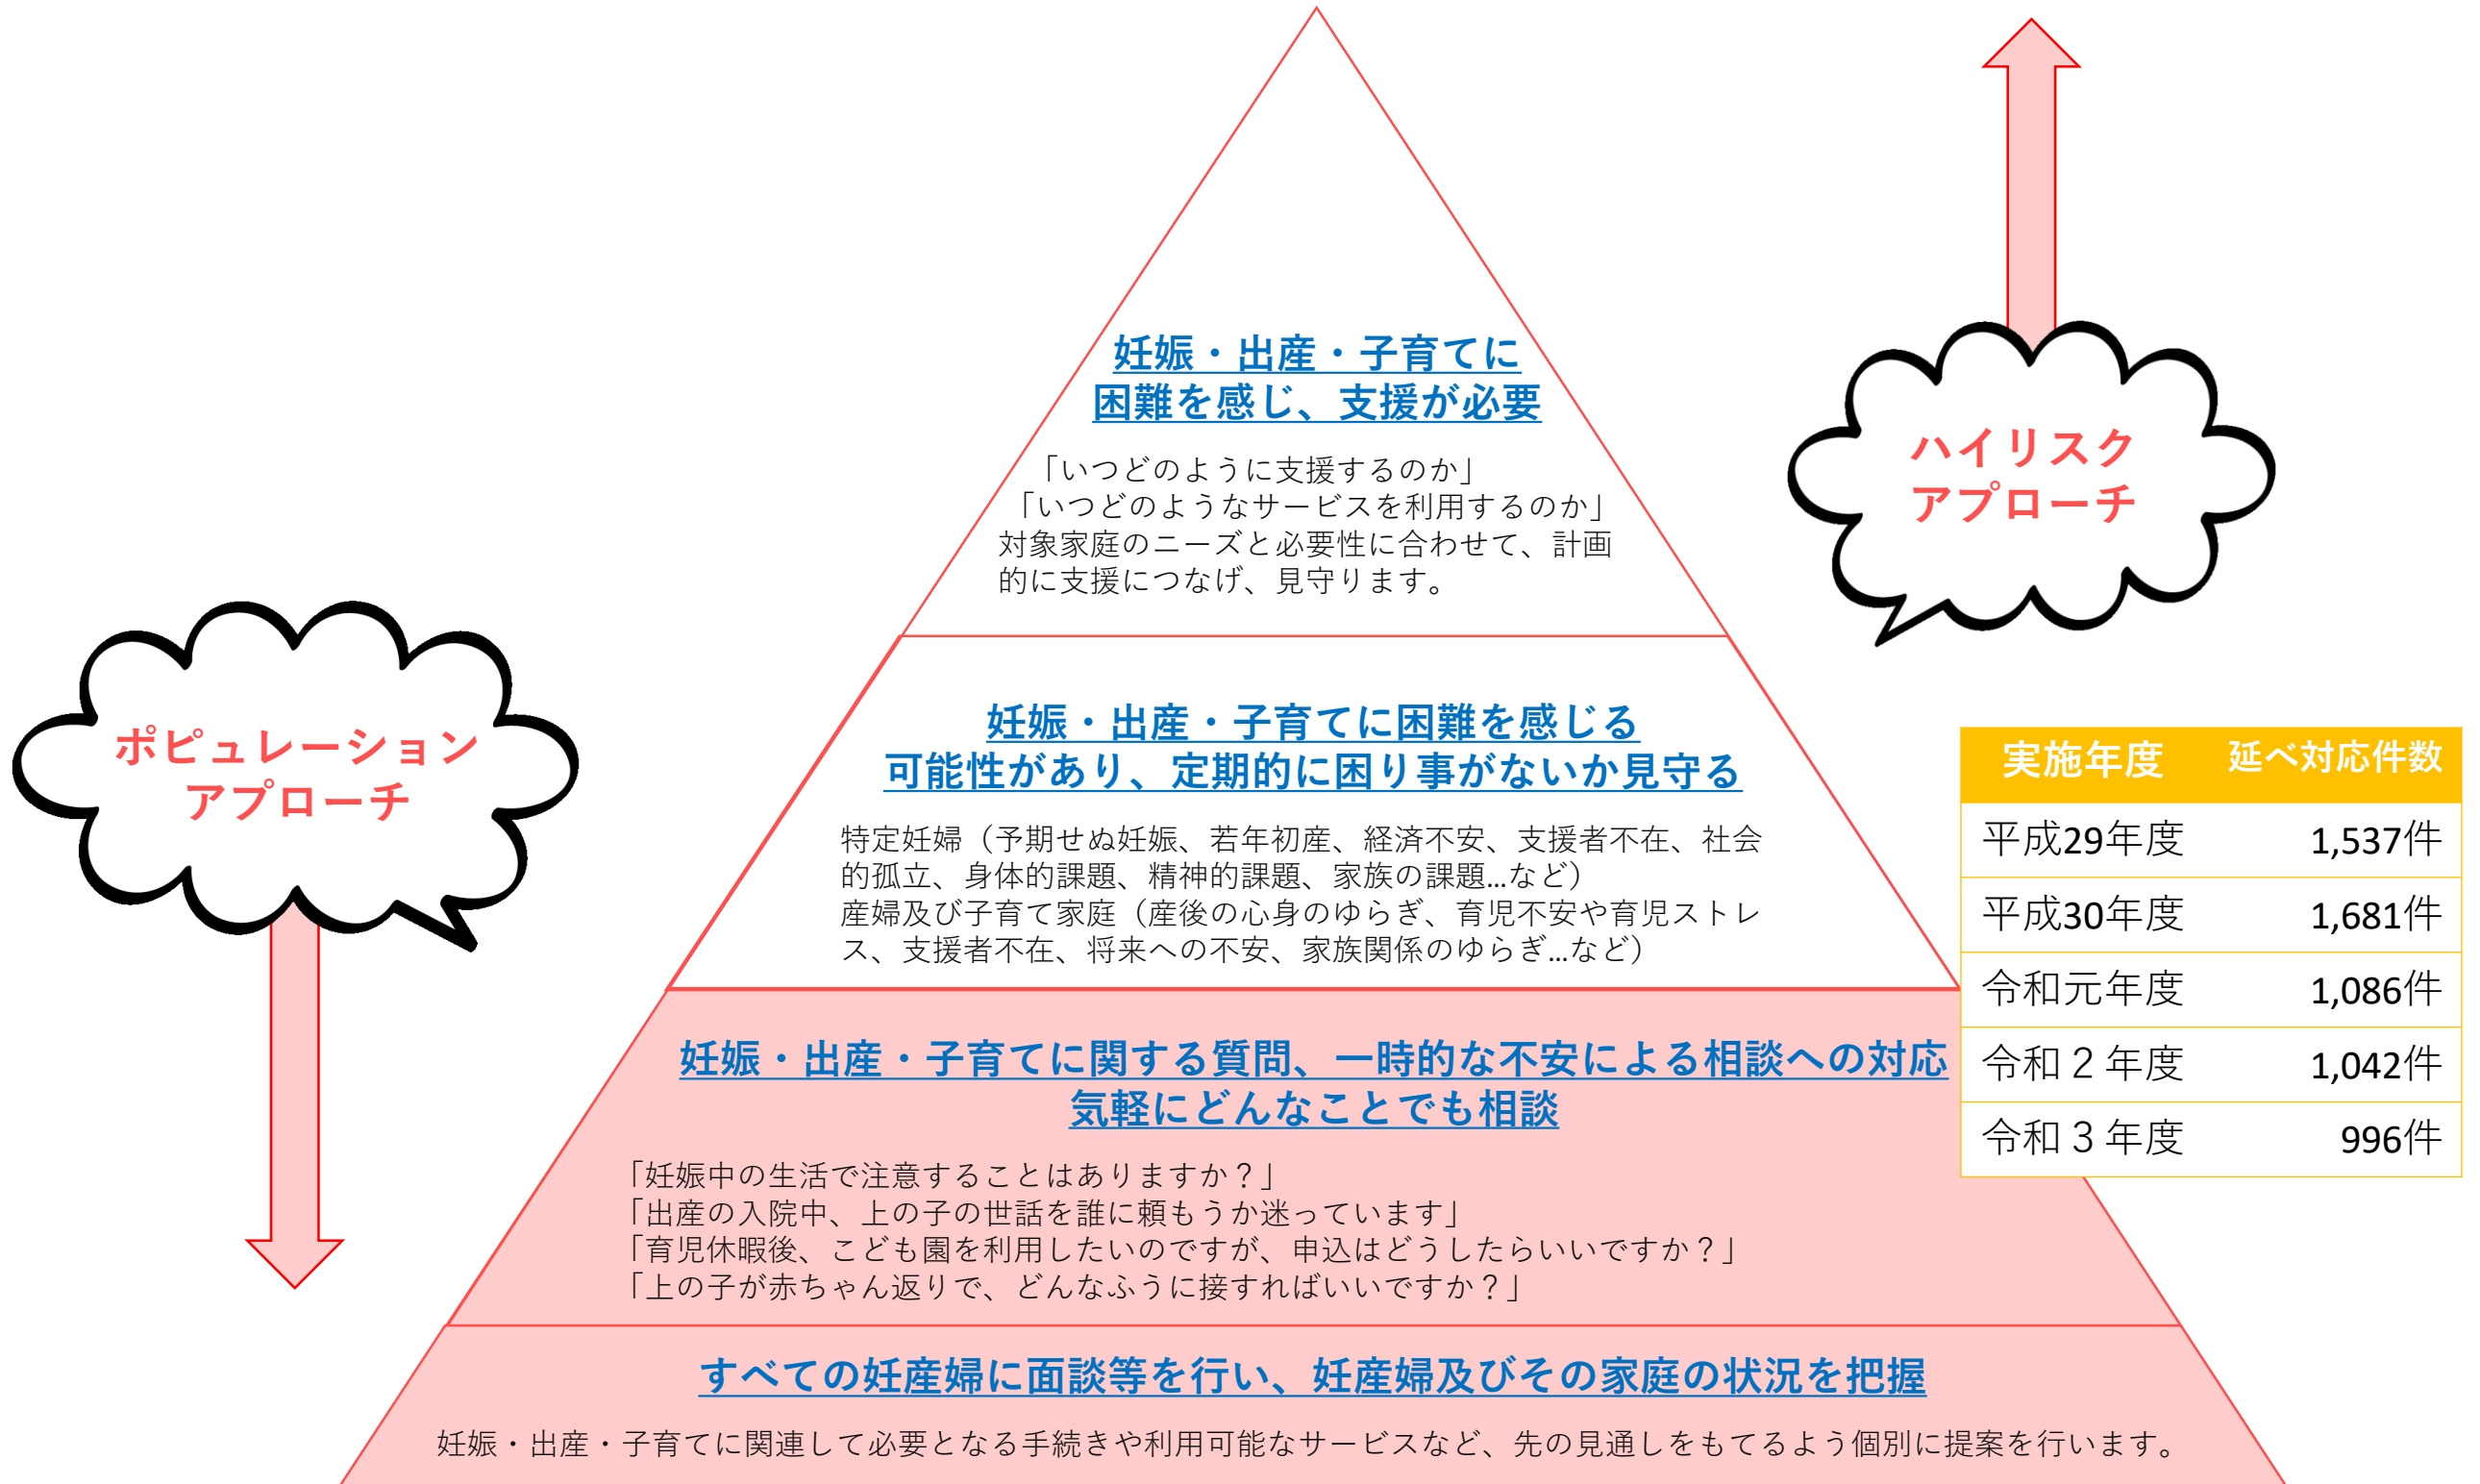 妊娠・出産・子育てに
困難を感じ、支援が必要
「いつどのように支援するのか」
「いつどのようなサービスを利用するのか」
対象家庭のニーズと必要性に合わせて、計画
的に支援につなげ、見守ります。
ハイリスク
アプローチ
ポピュレーション
アプローチ
妊娠・出産・子育てに困難を感じる
可能性があり、定期的に困り事がないか見守る
特定妊婦（予期せぬ妊娠、若年初産、経済不安、支援者不在、社会
的孤立、身体的課題、精神的課題、家族の課題…など）
産婦及び子育て家庭（産後の心身のゆらぎ、育児不安や育児ストレ
ス、支援者不在、将来への不安、家族関係のゆらぎ…など）
実施年度 延べ対応件数
平成29年度 1,537件
平成30年度 1,681件
令和元年度 1,086件
令和２年度 1,042件
令和３年度 996件
妊娠・出産・子育てに関する質問、一時的な不安による相談への対応
気軽にどんなことでも相談
「妊娠中の生活で注意することはありますか？」
「出産の入院中、上の子の世話を誰に頼もうか迷っています」
「育児休暇後、こども園を利用したいのですが、申込はどうしたらいいですか？」
「上の子が赤ちゃん返りで、どんなふうに接すればいいですか？」
すべての妊産婦に面談等を行い、妊産婦及びその家庭の状況を把握
妊娠・出産・子育てに関連して必要となる手続きや利用可能なサービスなど、先の見通しをもてるよう個別に提案を行います。